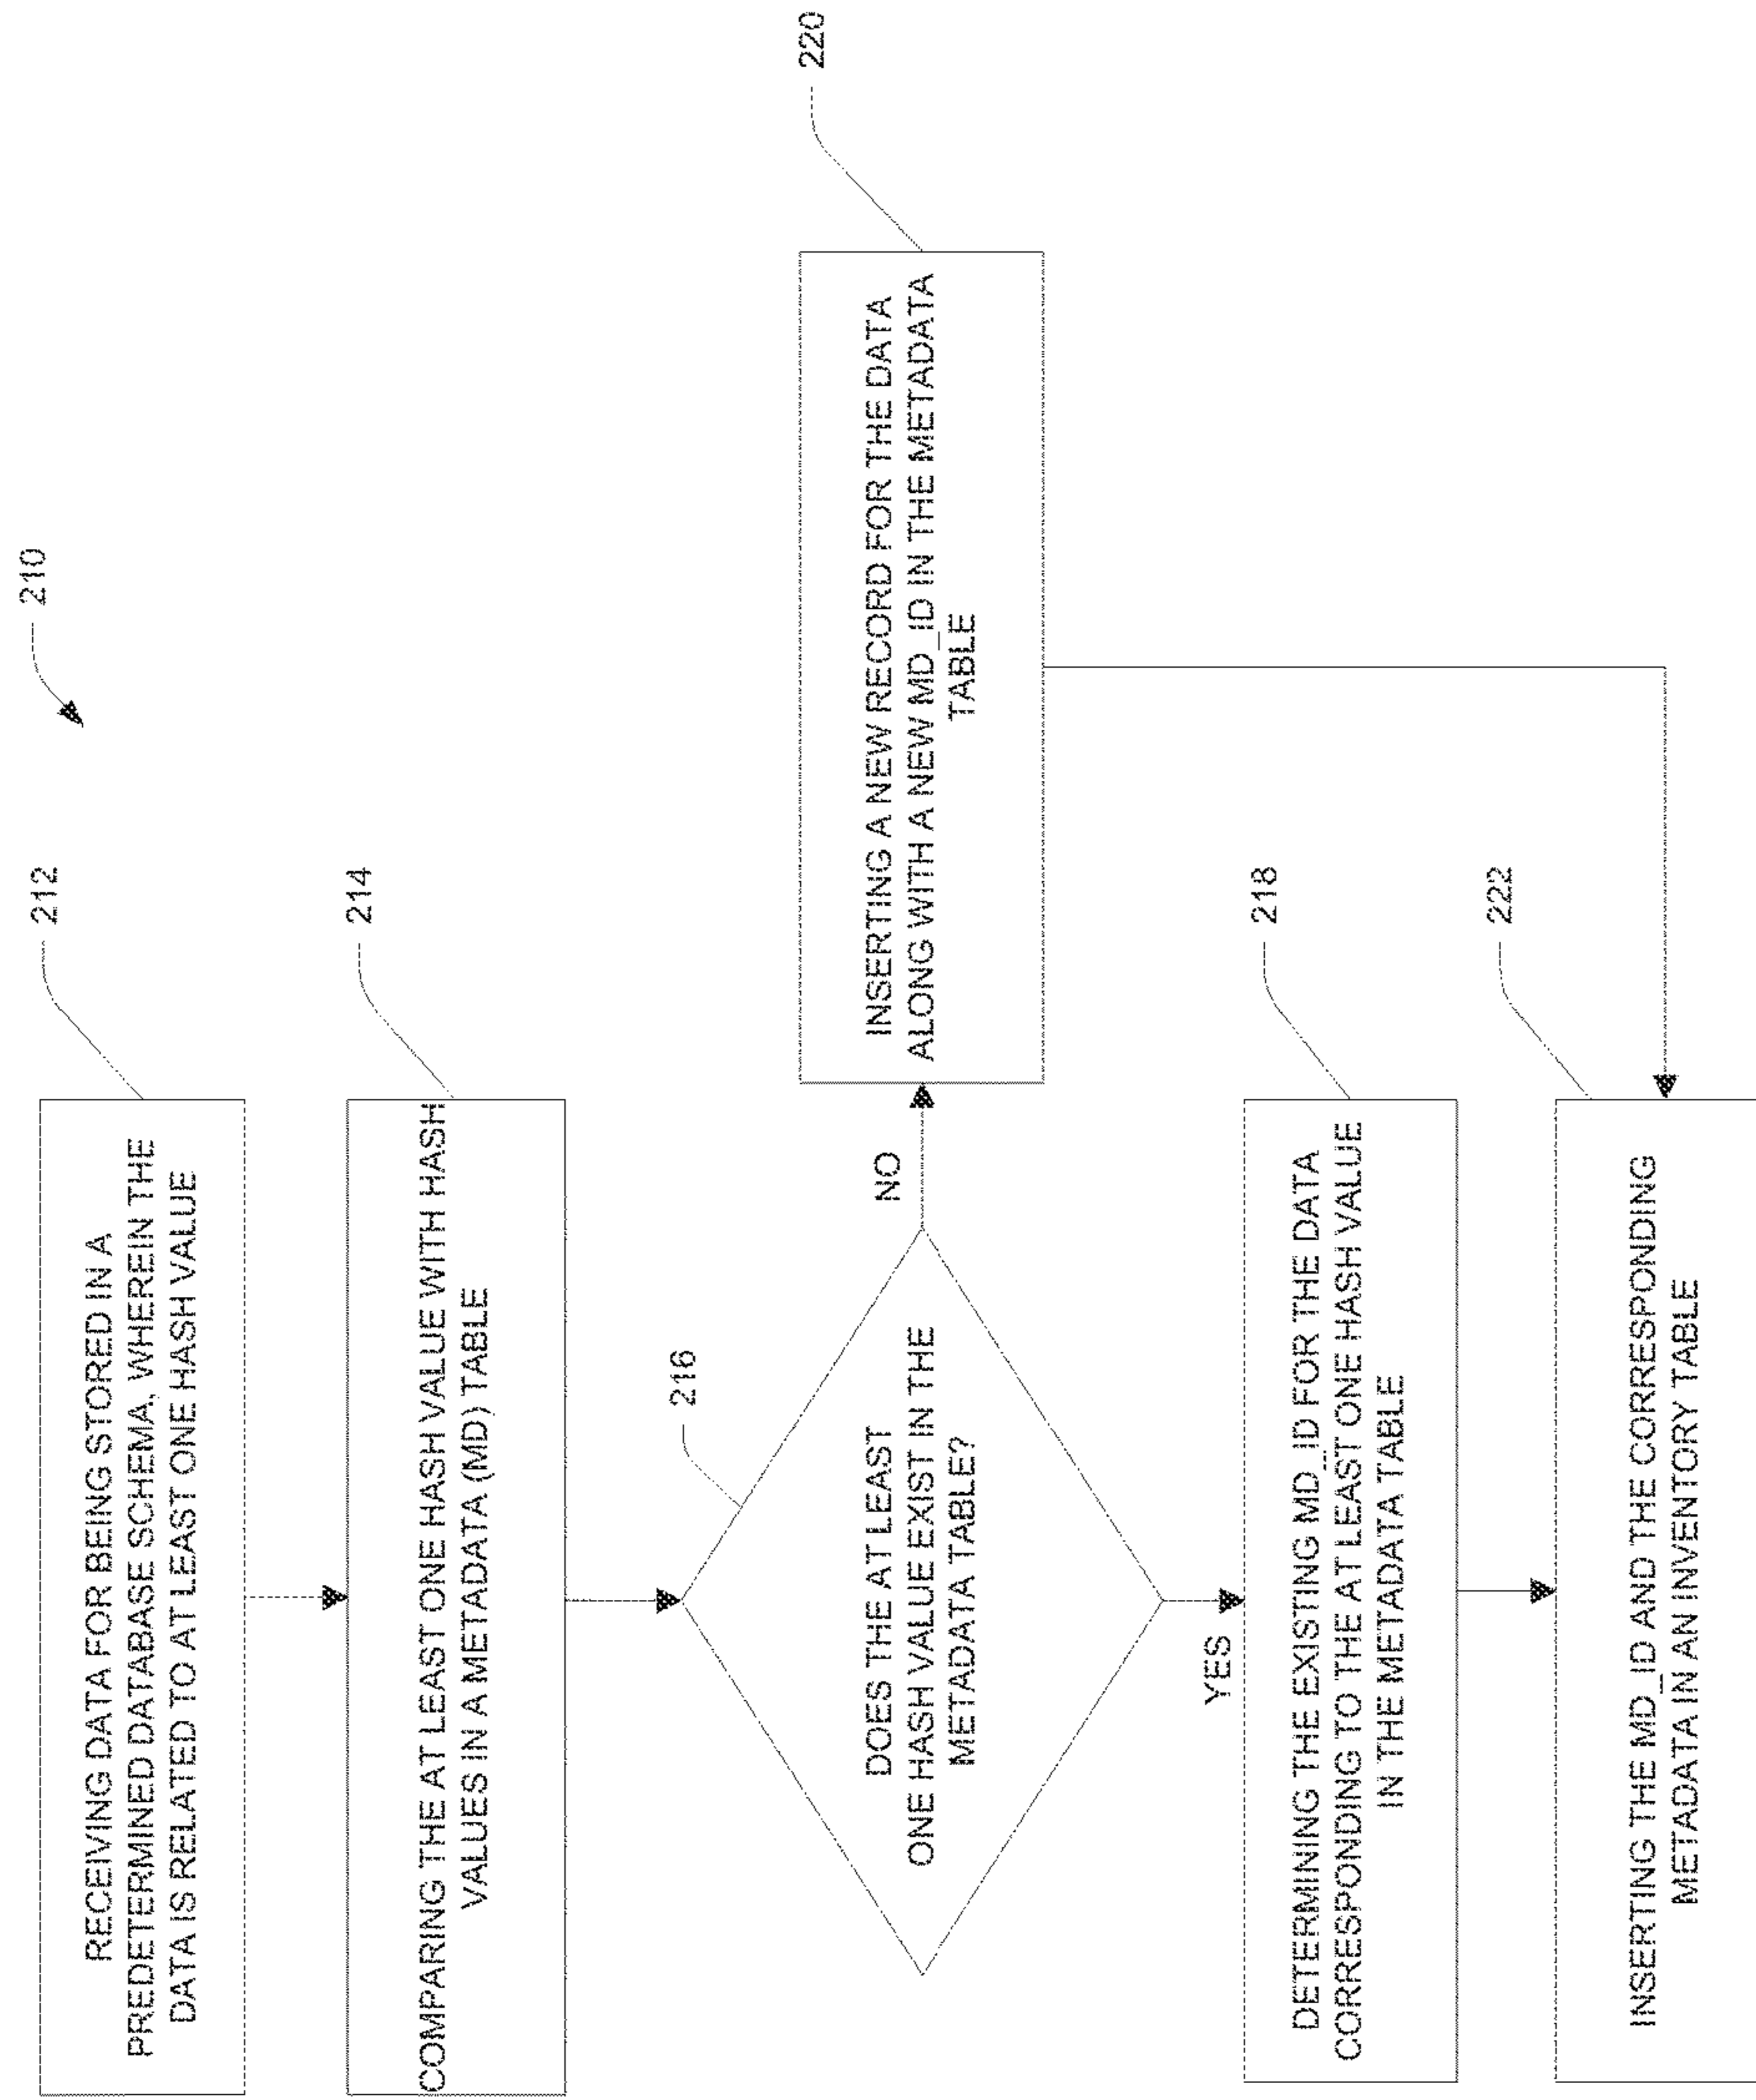 210
212
RECEIVING DATA FOR BEING STORED IN A
PREDETERMINED DATABASE SCHEMA, WHEREIN THE
DATA IS RELATED TO AT LEAST ONE HASH VALUE
214
COMPARING THE AT LEAST ONE HASH VALUE WITH HASH
VALUES IN A METADATA (MD) TABLE
216
DOES THE AT LEAST
ONE HASH VALUE EXIST IN THE
METADATA TABLE?
NO
220
INSERTING A NEW RECORD FOR THE DATA
ALONG WITH A NEW MD_ID IN THE METADATA
TABLE
YES
218
DETERMINING THE EXISTING MD_ID FOR THE DATA
CORRESPONDING TO THE AT LEAST ONE HASH VALUE
IN THE METADATA TABLE
222
INSERTING THE MD_ID AND THE CORRESPONDING
METADATA IN AN INVENTORY TABLE